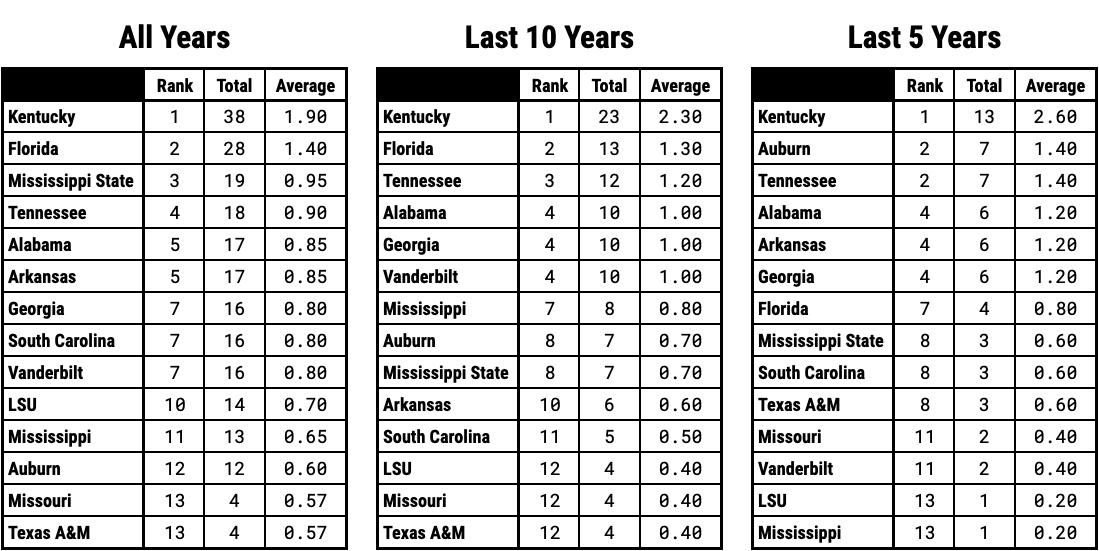 All Years
Rank Total Average
Kentucky 1 38 1.90
Florida 2 28 1.40
Mississippi State 3 19 0.95
Tennessee 4 18 0.90
Alabama 5 17 0.85
Arkansas 5 17 0.85
Georgia 7 16 0.80
South Carolina 7 16 0.80
Vanderbilt 7 16 0.80
LSU 10 14 0.70
Mississippi 11 13 0.65
Auburn 12 12 0.60
Missouri 13 4 0.57
Texas A&M 13 4 0.57
Last 10 Years
Rank Total Average
Kentucky 1 23 2.30
Florida 2 13 1.30
Tennessee 3 12 1.20
Alabama 4 10 1.00
Georgia 4 10 1.00
Vanderbilt 4 10 1.00
Mississippi 7 8 0.80
Auburn 8 7 0.70
Mississippi State 8 7 0.70
Arkansas 10 6 0.60
South Carolina 11 5 0.50
LSU 12 4 0.40
Missouri 12 4 0.40
Texas A&M 12 4 0.40
Last 5 Years
Rank Total Average
Kentucky 1 13 2.60
Auburn 2 7 1.40
Tennessee 2 7 1.40
Alabama 4 6 1.20
Arkansas 4 6 1.20
Georgia 4 6 1.20
Florida 7 4 0.80
Mississippi State 8 3 0.60
South Carolina 8 3 0.60
Texas A&M 8 3 0.60
Missouri 11 2 0.40
Vanderbilt 11 2 0.40
LSU 13 1 0.20
Mississippi 13 1 0.20